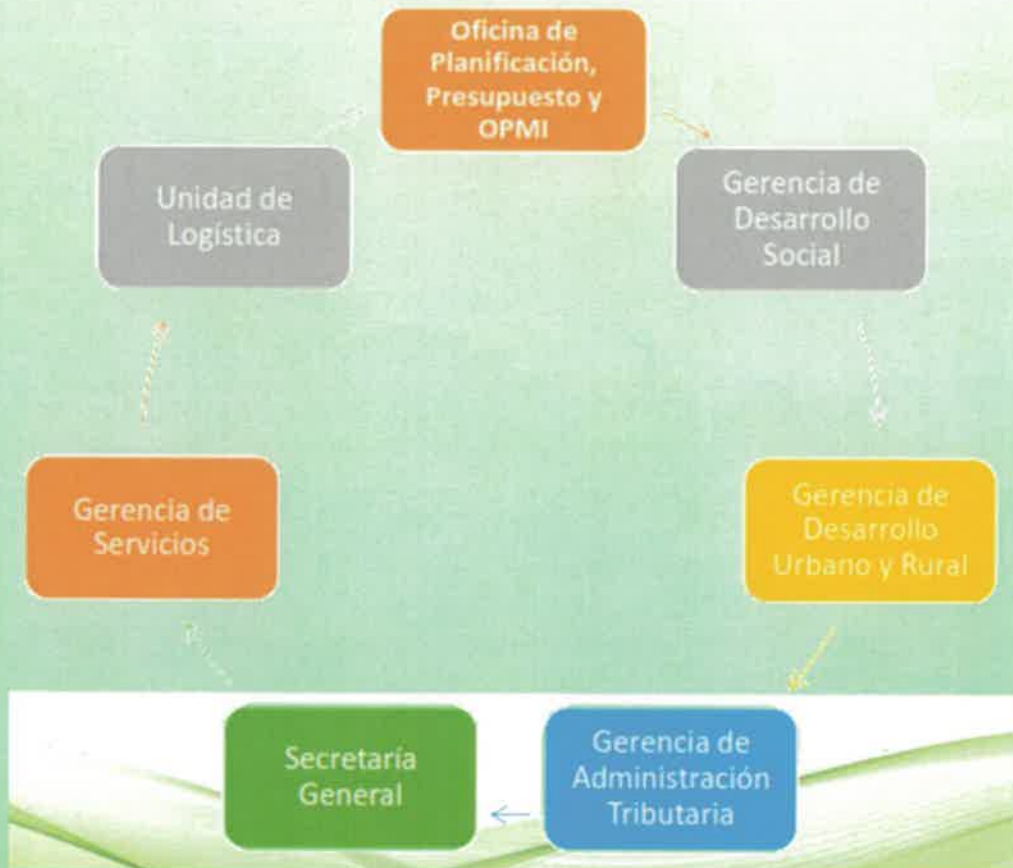 Oficina de
Planificación,
Presupuesto y
OPMI
Unidad de
Logística
Gerencia de
Desarrollo
Social
Gerencia de
Servicios
Gerencia de
Desarrollo
Urbano y Rural
Secretaría
General
Gerencia de
Administración
Tributaria